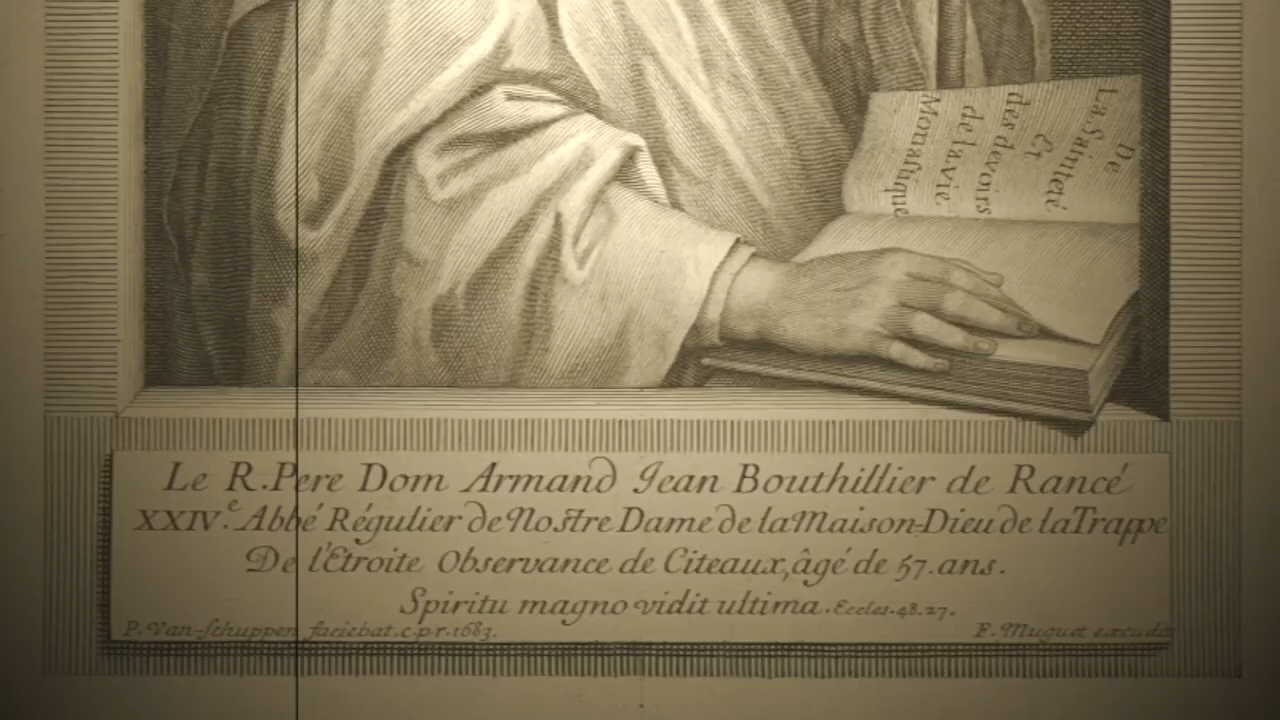 De
La Sainteté
Et
des devoirs
de la vie.
Monastique
Le R.Pere Dom Armand Jean Bouthillier de Rancé
XXIV.e Abbé Régulier de Nostre Dame de la Maison-Dieu de la Trappe
De l'Etroite Observance de Citeaux, âgé de 57.ans.
Spiritu magno vidit ultima. Eccles.48.27.
P. Van-Schuppen faciebat.c.p.r.1683.
F. Muguet excudit